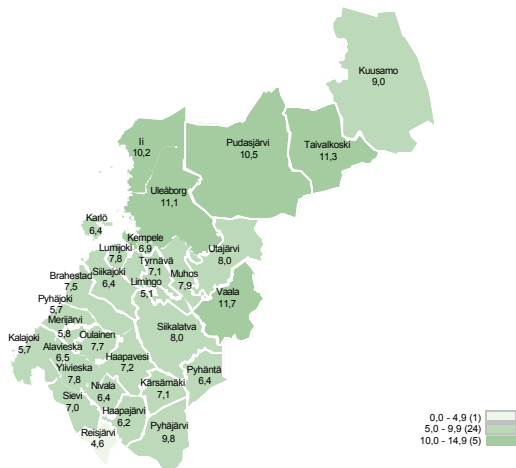 Kuusamo
9,0
Ii
10,2
Pudasjärvi
10,5
Taivalkoski
11,3
Uleåborg
11,1
Karlö
6,4
Kempele
6,9
Lumijoki
7,8
Utajärvi
8,0
Tyrnävä
7,1
Siikajoki
6,4
Muhos
7,9
Limingo
5,1
Brahestad
7,5
Vaala
11,7
Pyhäjoki
5,7
Merijärvi
5,8
Siikalatva
8,0
Kalajoki
5,7
Oulainen
7,7
Alavieska
6,5
Haapavesi
7,2
Ylivieska
7,8
Pyhäntä
6,4
Nivala
6,4
Kärsämäki
7,1
Sievi
7,0
Haapajärvi
6,2
Reisjärvi
4,6
Pyhäjärvi
9,8
0,0 - 4,9 (1)
5,0 - 9,9 (24)
10,0 - 14,9 (5)